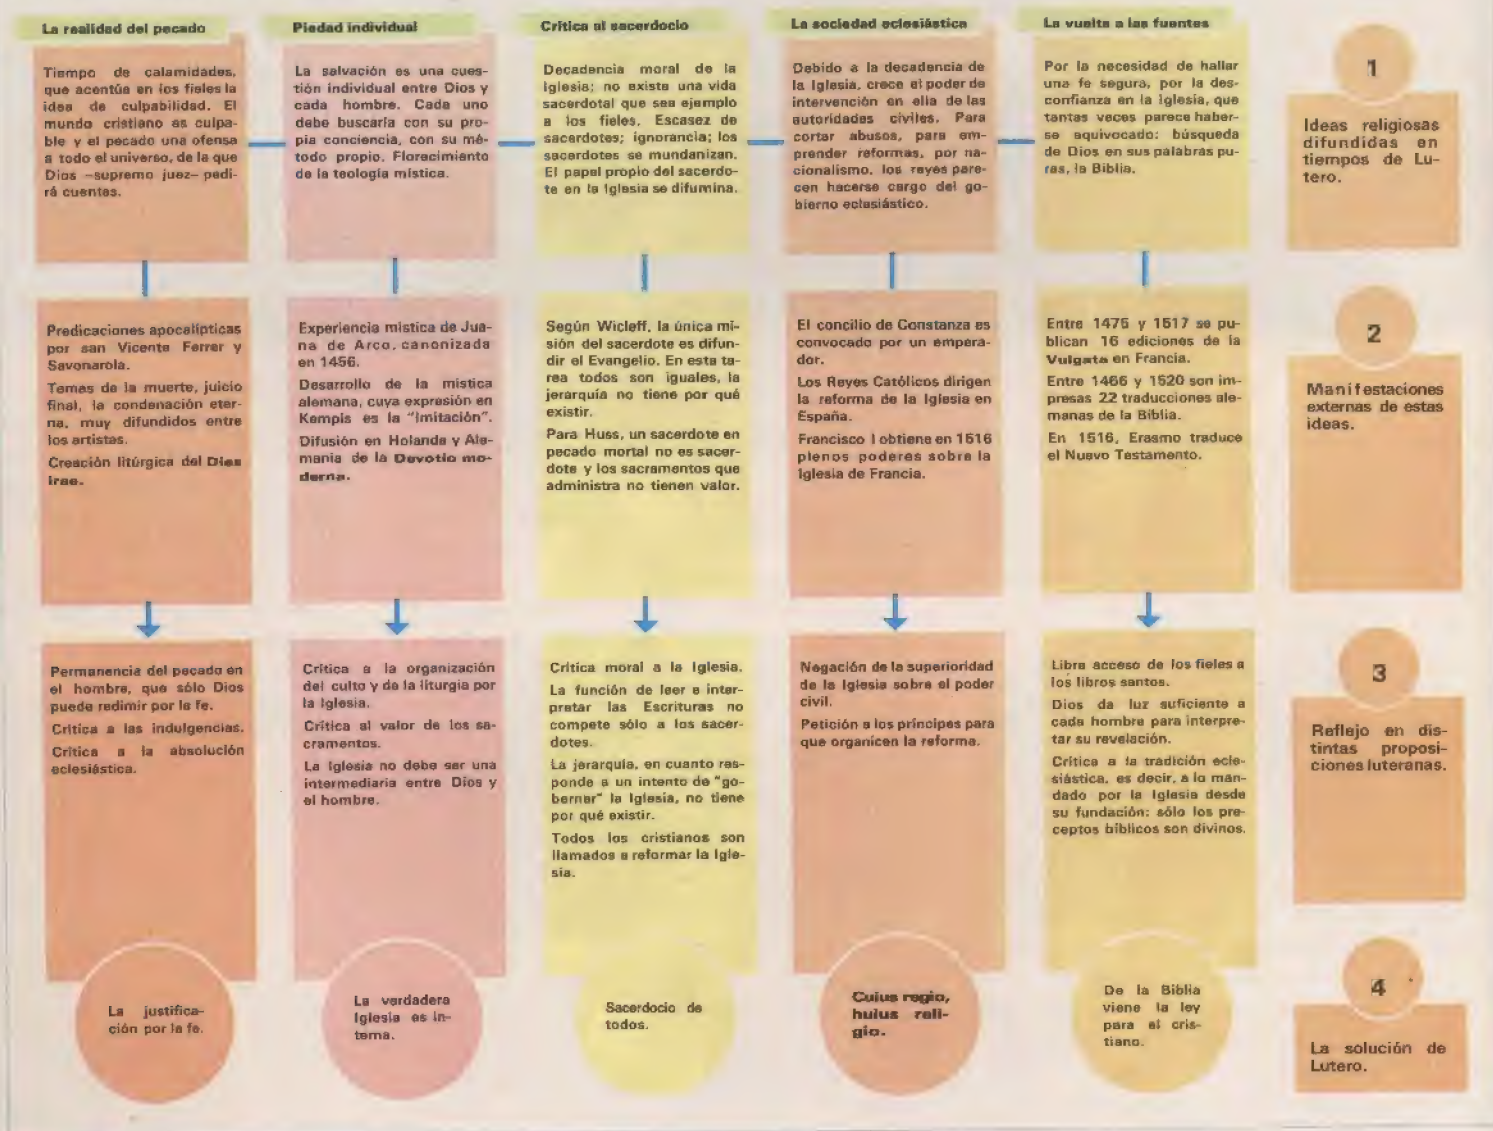 La realidad del pecado
Tiempo de calamidades,
que acentúa en los fieles la
idea de culpabilidad. El
mundo cristiano es culpa-
ble y el pecado una ofensa
a todo el universo, de la que
Dios –supremo juez– pedi-
rá cuentas.
Predicaciones apocalípticas
por san Vicente Ferrer y
Savonarola.
Temas de la muerte, juicio
final, la condenación eter-
na, muy difundidos entre
los artistas.
Creación litúrgica del Dies
irae.
Permanencia del pecado en
el hombre, que sólo Dios
puede redimir por la fe.
Crítica a las indulgencias.
Crítica a la absolución
eclesiástica.
La justifica-
ción por la fe.
Piedad individual
La salvación es una cues-
tión individual entre Dios y
cada hombre. Cada uno
debe buscarla con su pro-
pia conciencia, con su mé-
todo propio. Florecimiento
de la teología mística.
Experiencia mística de Jua-
na de Arco, canonizada
en 1456.
Desarrollo de la mística
alemana, cuya expresión en
Kempis es la "Imitación".
Difusión en Holanda y Ale-
mania de la Devotio mo-
derna.
Crítica a la organización
del culto y de la liturgia por
la Iglesia.
Crítica al valor de los sa-
cramentos.
La Iglesia no debe ser una
intermediaria entre Dios y
el hombre.
La verdadera
Iglesia es in-
terna.
Crítica al sacerdocio
Decadencia moral de la
Iglesia; no existe una vida
sacerdotal que sea ejemplo
a los fieles. Escasez de
sacerdotes; ignorancia; los
sacerdotes se mundanizan.
El papel propio del sacerdo-
te en la Iglesia se difumina.
Según Wicleff, la única mi-
sión del sacerdote es difun-
dir el Evangelio. En esta ta-
rea todos son iguales, la
jerarquía no tiene por qué
existir.
Para Huss, un sacerdote en
pecado mortal no es sacer-
dote y los sacramentos que
administra no tienen valor.
Crítica moral a la Iglesia.
La función de leer e inter-
pretar las Escrituras no
compete sólo a los sacer-
dotes.
La jerarquía, en cuanto res-
ponde a un intento de "go-
bernar" la Iglesia, no tiene
por qué existir.
Todos los cristianos son
llamados a reformar la Igle-
sia.
Sacerdocio de
todos.
La sociedad eclesiástica
Debido a la decadencia de
la Iglesia, crece el poder de
intervención en ella de las
autoridades civiles. Para
cortar abusos, para em-
prender reformas, por na-
cionalismo, los reyes pare-
cen hacerse cargo del go-
bierno eclesiástico.
El concilio de Constanza es
convocado por un empera-
dor.
Los Reyes Católicos dirigen
la reforma de la Iglesia en
España.
Francisco I obtiene en 1516
plenos poderes sobre la
Iglesia de Francia.
Negación de la superioridad
de la Iglesia sobre el poder
civil.
Petición a los príncipes para
que organicen la reforma.
Cuius regio,
huius reli-
gio.
La vuelta a las fuentes
Por la necesidad de hallar
una fe segura, por la des-
confianza en la Iglesia, que
tantas veces parece haber-
se equivocado: búsqueda
de Dios en sus palabras pu-
ras, la Biblia.
Entre 1475 y 1517 se pu-
blican 16 ediciones de la
Vulgata en Francia.
Entre 1466 y 1520 son im-
presas 22 traducciones ale-
manas de la Biblia.
En 1516, Erasmo traduce
el Nuevo Testamento.
Libre acceso de los fieles a
los libros santos.
Dios da luz suficiente a
cada hombre para interpre-
tar su revelación.
Crítica a la tradición ecle-
siástica, es decir, a lo man-
dado por la Iglesia desde
su fundación: sólo los pre-
ceptos bíblicos son divinos.
De la Biblia
viene la ley
para el cris-
tiano.
1
Ideas religiosas
difundidas en
tiempos de Lu-
tero.
2
Manifestaciones
externas de estas
ideas.
3
Reflejo en dis-
tintas proposi-
ciones luteranas.
4
La solución de
Lutero.